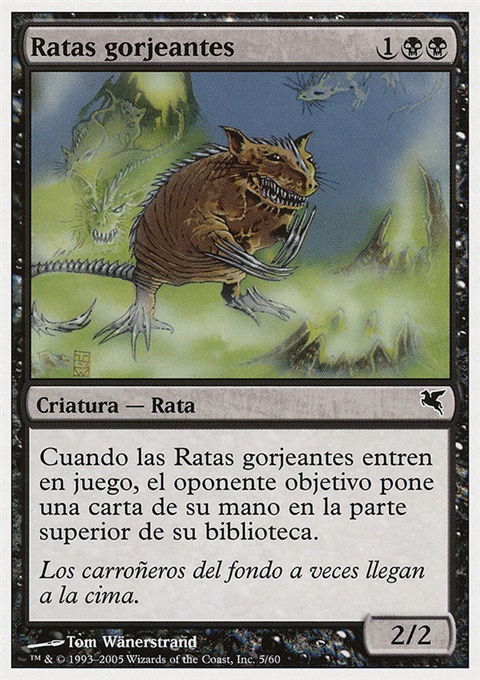 Ratas gorjeantes 1
Criatura — Rata
Cuando las Ratas gorjeantes entren
en juego, el oponente objetivo pone
una carta de su mano en la parte
superior de su biblioteca.
Los carroñeros del fondo a veces llegan
a la cima.
2/2
Tom Wänerstrand
™ & © 1993–2005 Wizards of the Coast, Inc. 5/60